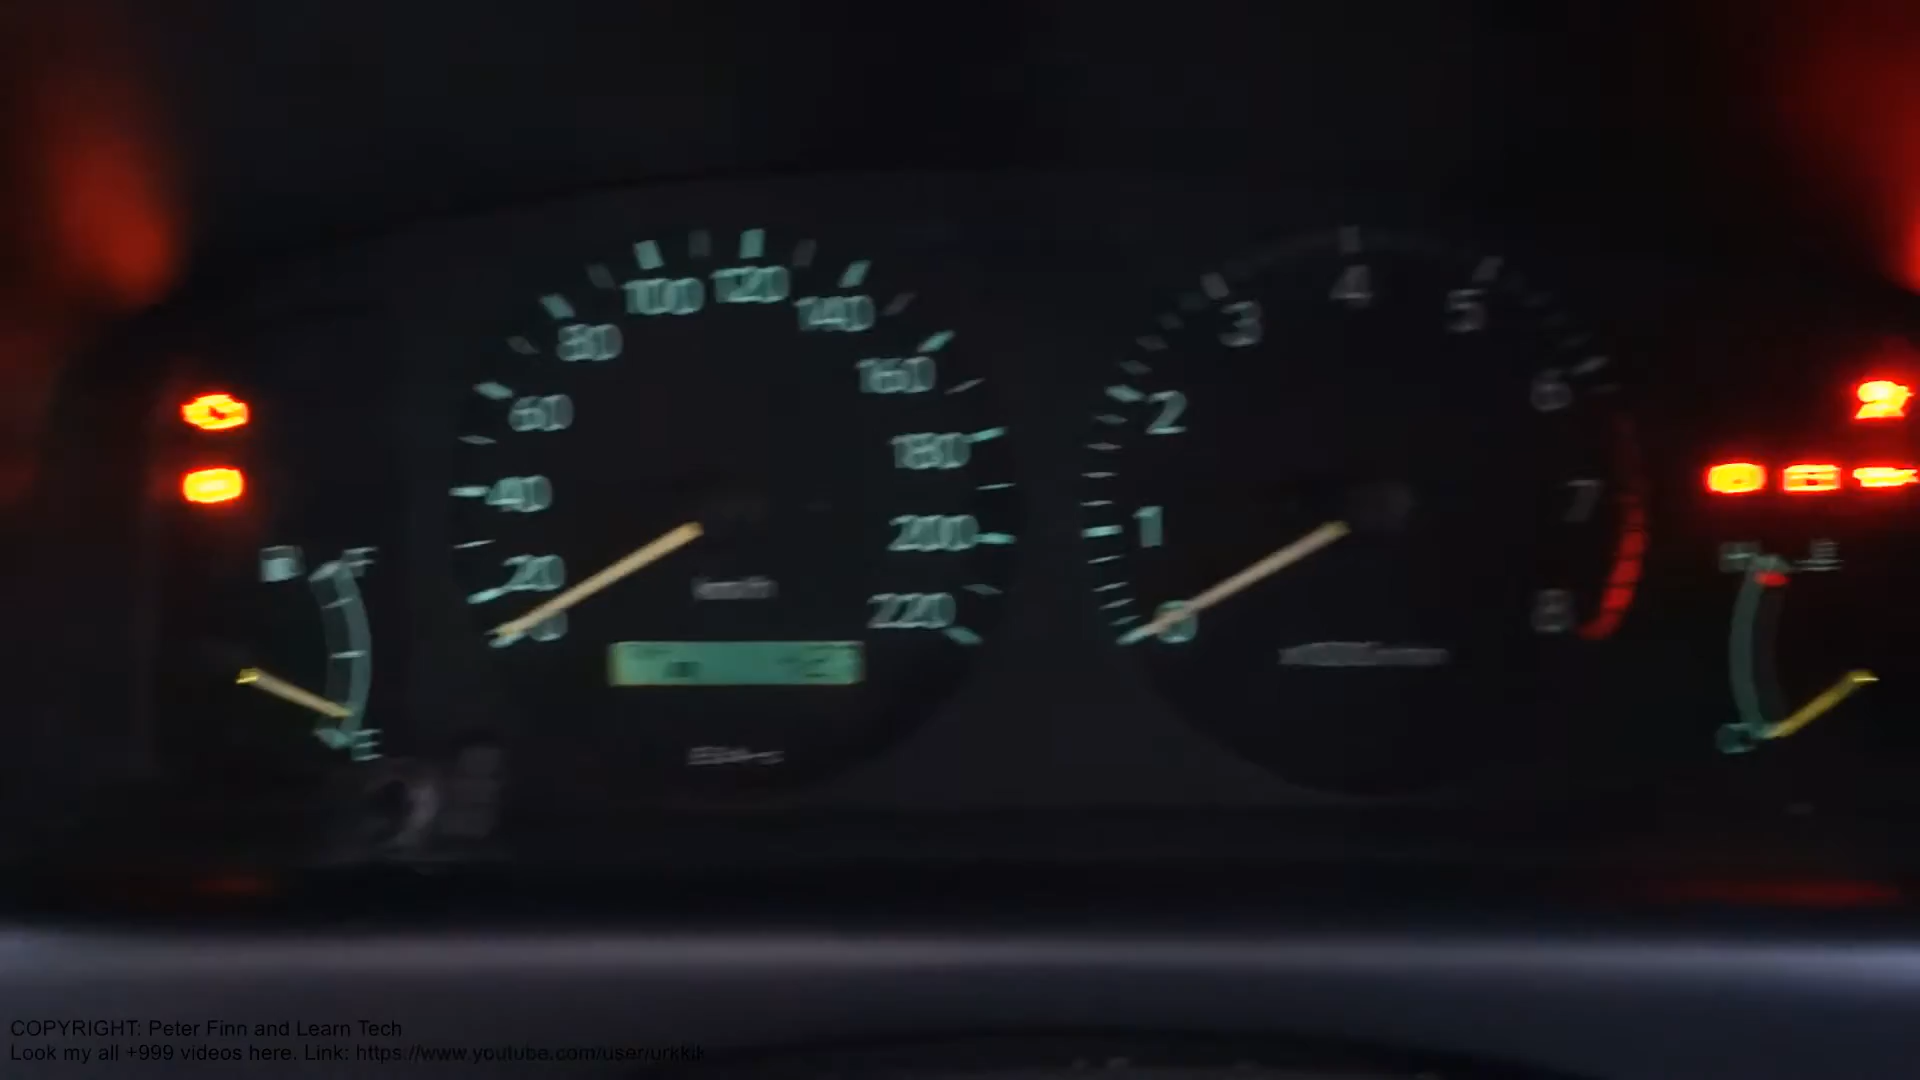 100 120
80 140
60 160
40 180
20 200
0 220
km/h
4
3 5
2 6
1 7
0 8
F
E
H
C
COPYRIGHT: Peter Finn and Learn Tech
Look my all +999 videos here. Link: https://www.youtube.com/user/urkkik